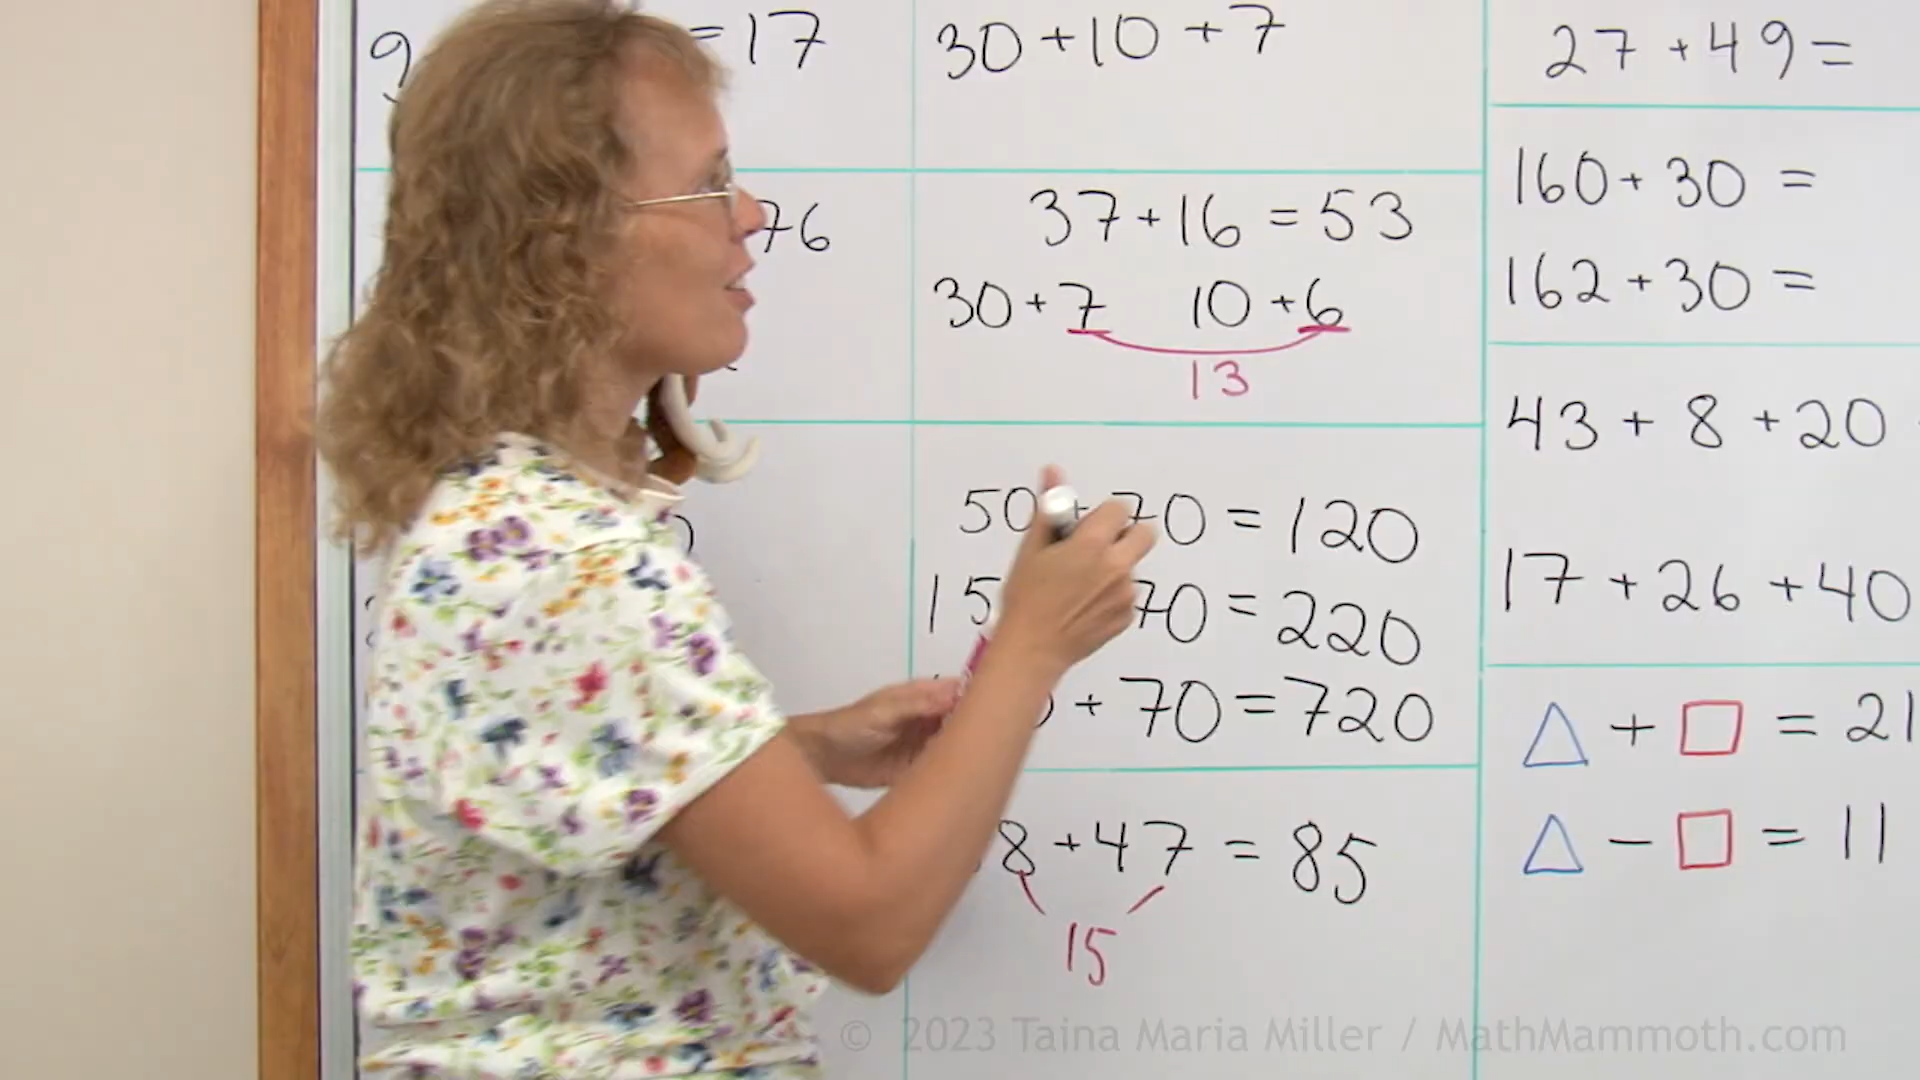 9 = 17
30 + 10 + 7
27 + 49 =
160 + 30 =
162 + 30 =
76
37 + 16 = 53
30 + 7 10 + 6
13
43 + 8 + 20
50 + 70 = 120
15 70 = 220
+ 70 = 720
17 + 26 + 40
△ + □ = 21
△ − □ = 11
8 + 47 = 85
15
© 2023 Taina Maria Miller / MathMammoth.com